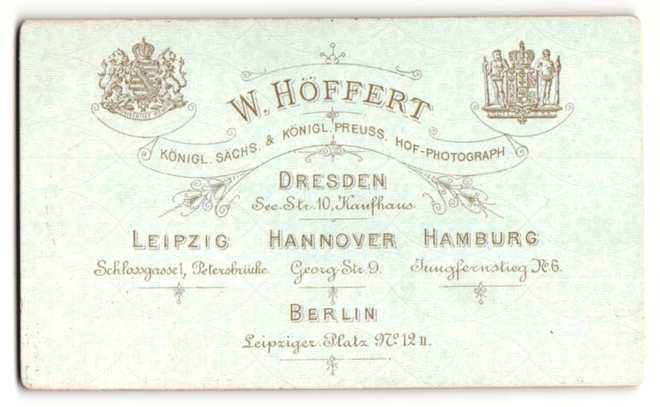 W. HÖFFERT
KÖNIGL. SÄCHS. & KÖNIGL. PREUSS. HOF-PHOTOGRAPH
DRESDEN
See-Str. 10, Kaufhaus.
LEIPZIG HANNOVER HAMBURG
Schlossgasse 1, Petersbrücke. Georg-Str. 9. Jungfernstieg № 6.
BERLIN
Leipziger-Platz № 12 II.